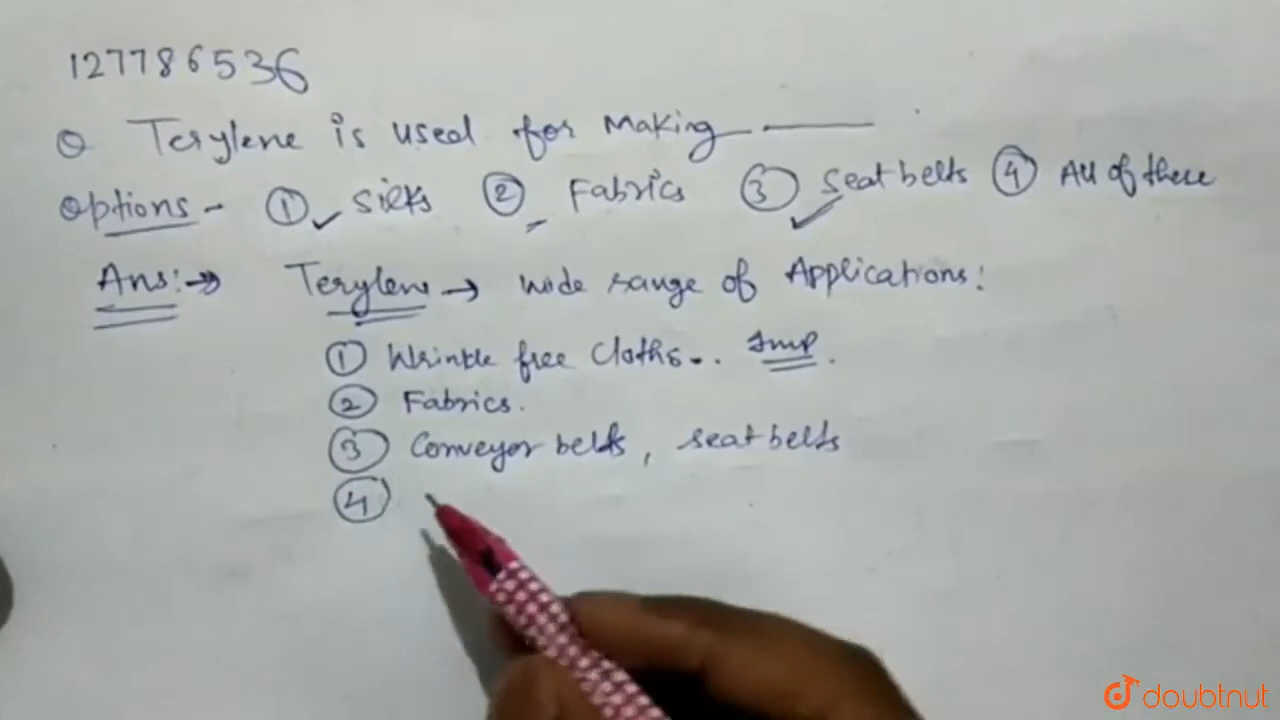 127786536
Q Terylene is used for Making ———.
Options - ① Silks ② Fabrics ③ Seat belts ④ All of these
Ans:→ Terylene → wide range of Applications:
① Wrinkle free Cloths.. Imp.
② Fabrics.
③ Conveyor belts, seat belts
④
doubtnut